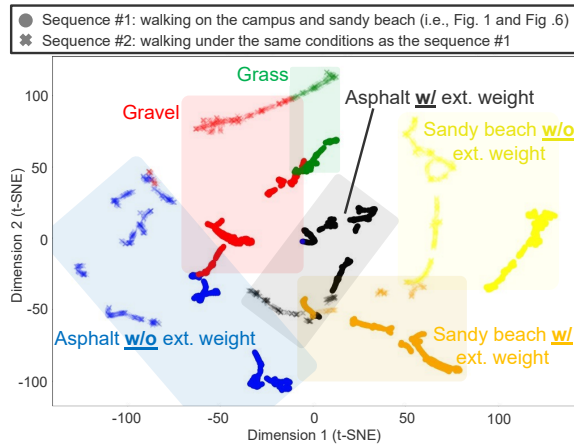 Sequence #1: walking on the campus and sandy beach (i.e., Fig. 1 and Fig .6)
Sequence #2: walking under the same conditions as the sequence #1
Grass
Gravel
Asphalt w/ ext. weight
Sandy beach w/o
ext. weight
100
50
0
-50
-100
Dimension 2 (t-SNE)
Asphalt w/o ext. weight
Sandy beach w/
ext. weight
-100
-50
0
50
100
Dimension 1 (t-SNE)